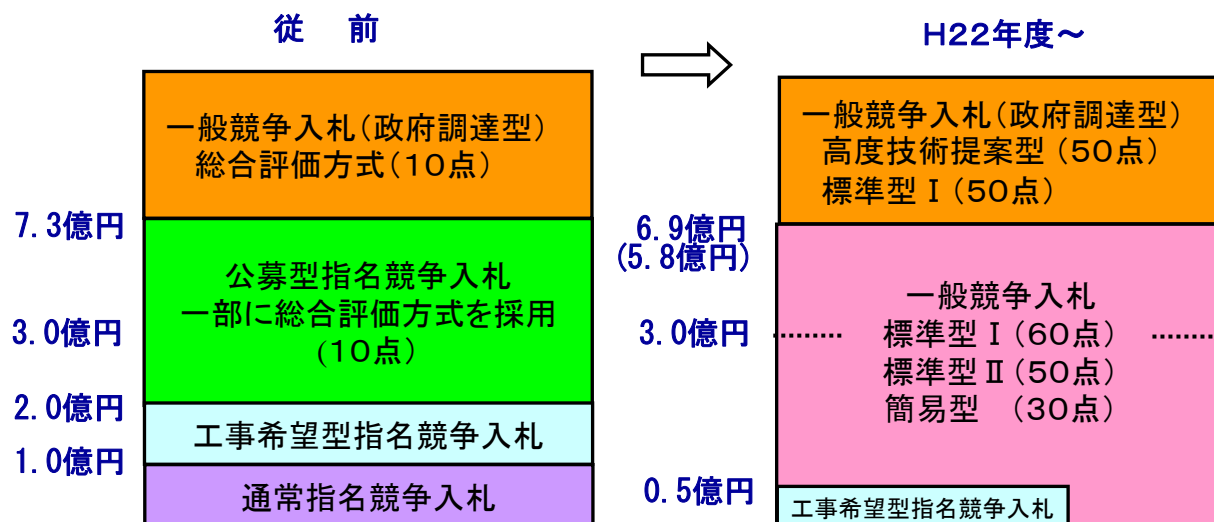 従 前
一般競争入札(政府調達型)
総合評価方式(10点)
7.3億円
公募型指名競争入札
一部に総合評価方式を採用
(10点)
3.0億円
2.0億円
工事希望型指名競争入札
1.0億円
通常指名競争入札
H22年度~
一般競争入札(政府調達型)
高度技術提案型(50点)
標準型Ⅰ(50点)
6.9億円
(5.8億円)
一般競争入札
3.0億円
標準型Ⅰ(60点)
標準型Ⅱ(50点)
簡易型 (30点)
0.5億円
工事希望型指名競争入札